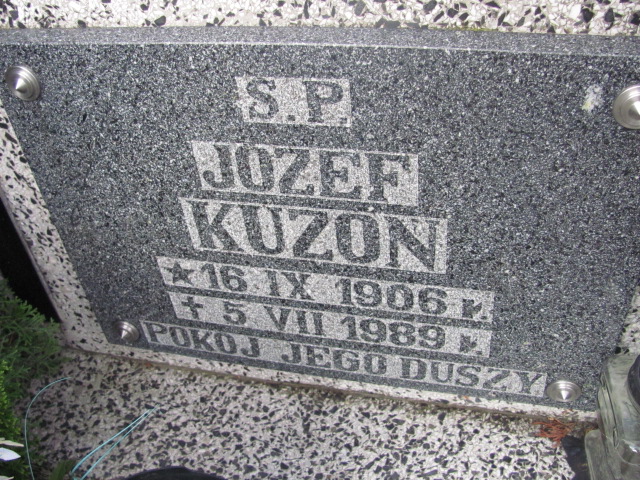 S.P.
JÓZEF
KUZOŃ
★ 16 IX 1906 r.
✝ 5 VII 1989 r.
POKÓJ JEGO DUSZY